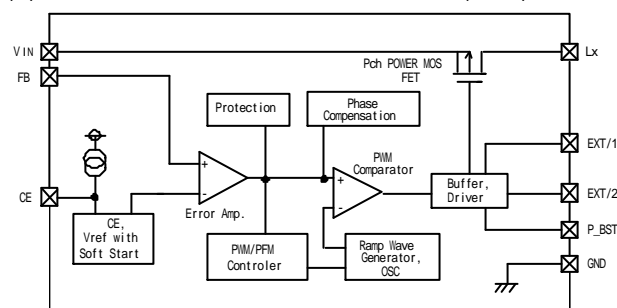 VIN
Lx
Pch POWER MOS
FET
FB
Protection
Phase
Compensation
EXT/1
+
-
Error Amp.
PWM
Comparator
+
-
Buffer,
Driver
EXT/2
CE
CE,
Vref with
Soft Start
P_BST
PWM/PFM
Controler
Ramp Wave
Generator,
OSC
GND